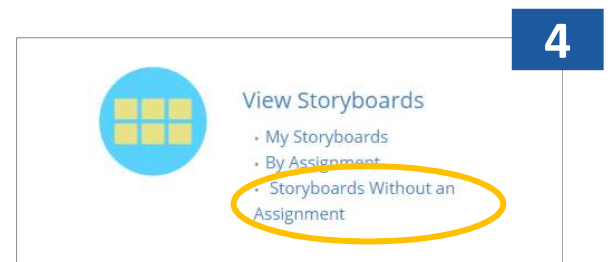 4
View Storyboards
• My Storyboards
• By Assignment
• Storyboards Without an
Assignment